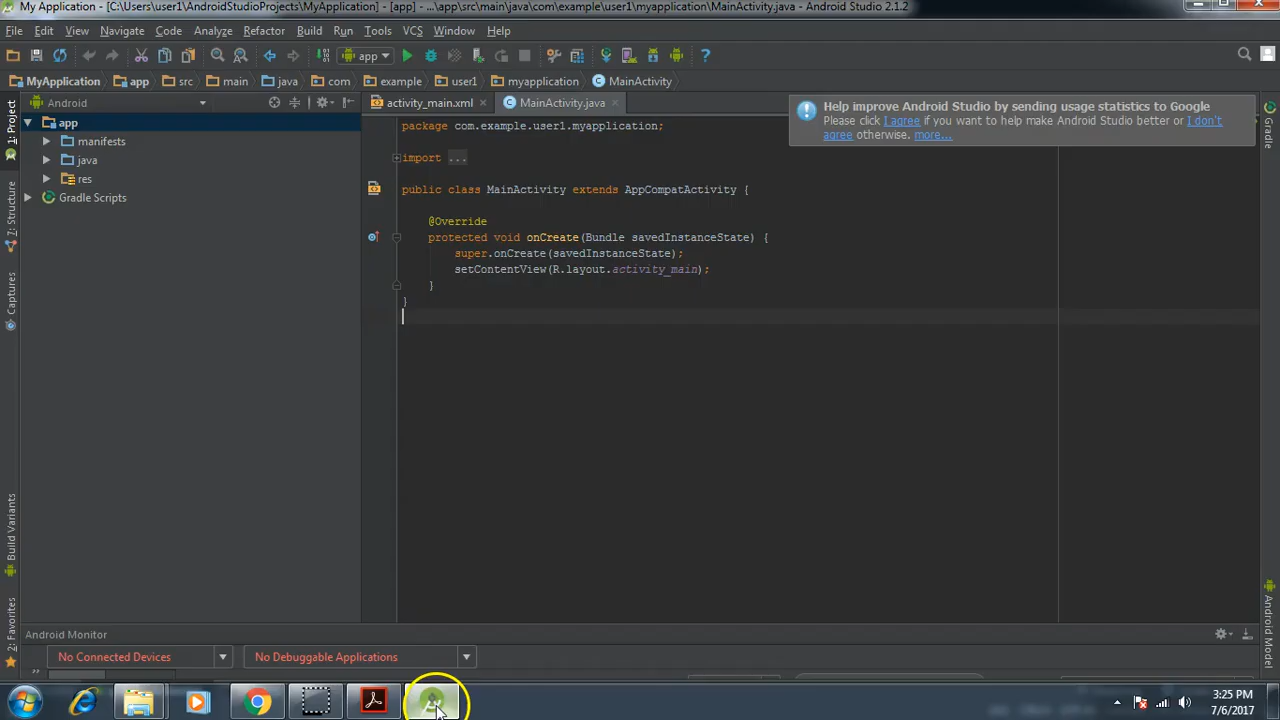 My Application - [C:\Users\user1\AndroidStudioProjects\MyApplication] - [app] - ...\app\src\main\java\com\example\user1\myapplication\MainActivity.java - Android Studio 2.1.2
File Edit View Navigate Code Analyze Refactor Build Run Tools VCS Window Help
app
MyApplication app src main java com example user1 myapplication MainActivity
Android
activity_main.xml MainActivity.java
Help improve Android Studio by sending usage statistics to Google
Please click I agree if you want to help make Android Studio better or I don't
agree otherwise. more...
1: Project
7: Structure
Captures
Build Variants
2: Favorites
app
manifests
java
res
Gradle Scripts
package com.example.user1.myapplication;
import ...
public class MainActivity extends AppCompatActivity {
@Override
protected void onCreate(Bundle savedInstanceState) {
super.onCreate(savedInstanceState);
setContentView(R.layout.activity_main);
}
}
Gradle
Android Model
Android Monitor
No Connected Devices No Debuggable Applications
3:25 PM
7/6/2017